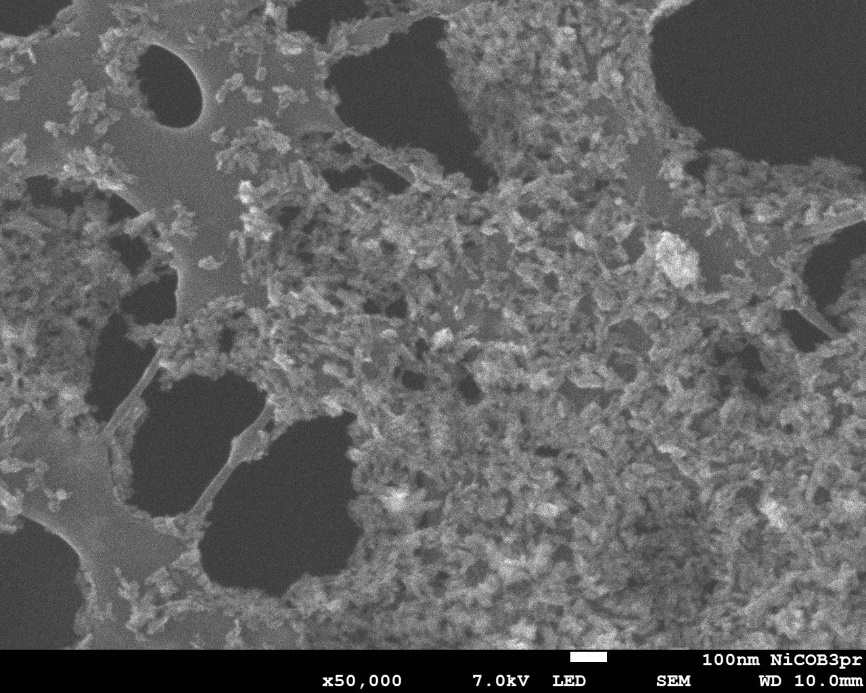 100nm NiCOB3pr
x50,000 7.0kV LED SEM WD 10.0mm